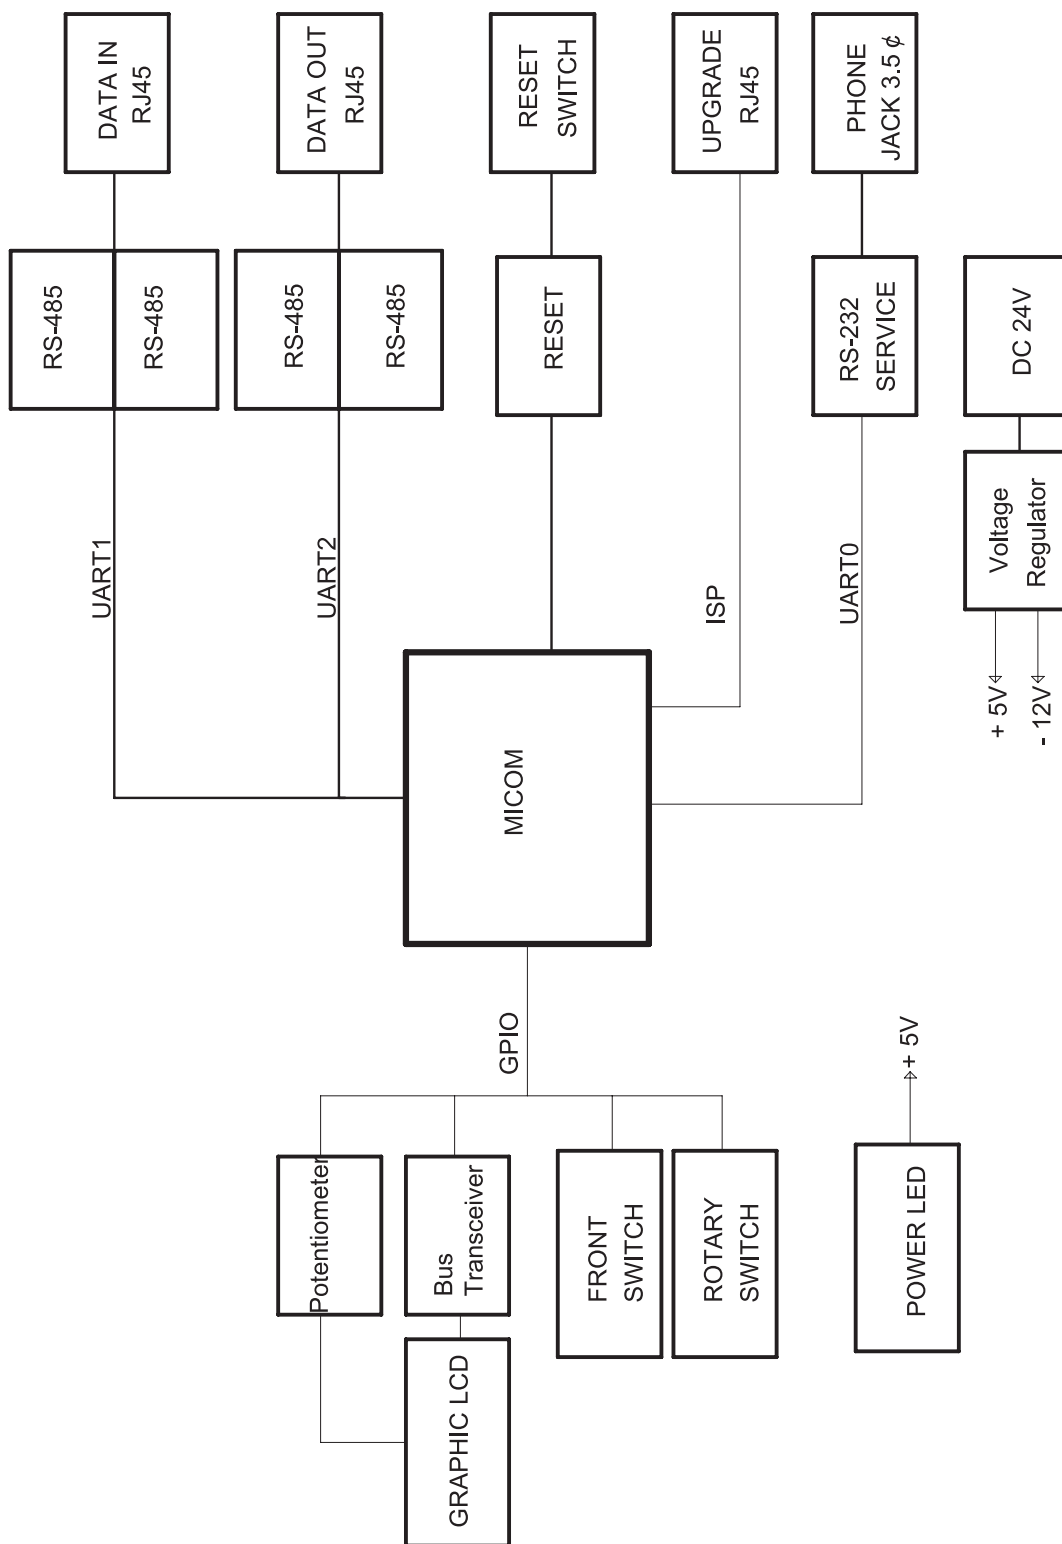 DATA IN
RJ45
DATA OUT
RJ45
RESET
SWITCH
UPGRADE
RJ45
PHONE
JACK 3.5 ¢
RS-485
RS-485
RS-485
RS-485
RESET
RS-232
SERVICE
DC 24V
Voltage
Regulator
UART1
UART2
ISP
UART0
+ 5V
- 12V
MICOM
GPIO
+ 5V
Potentiometer
Bus
Transceiver
FRONT
SWITCH
ROTARY
SWITCH
POWER LED
GRAPHIC LCD